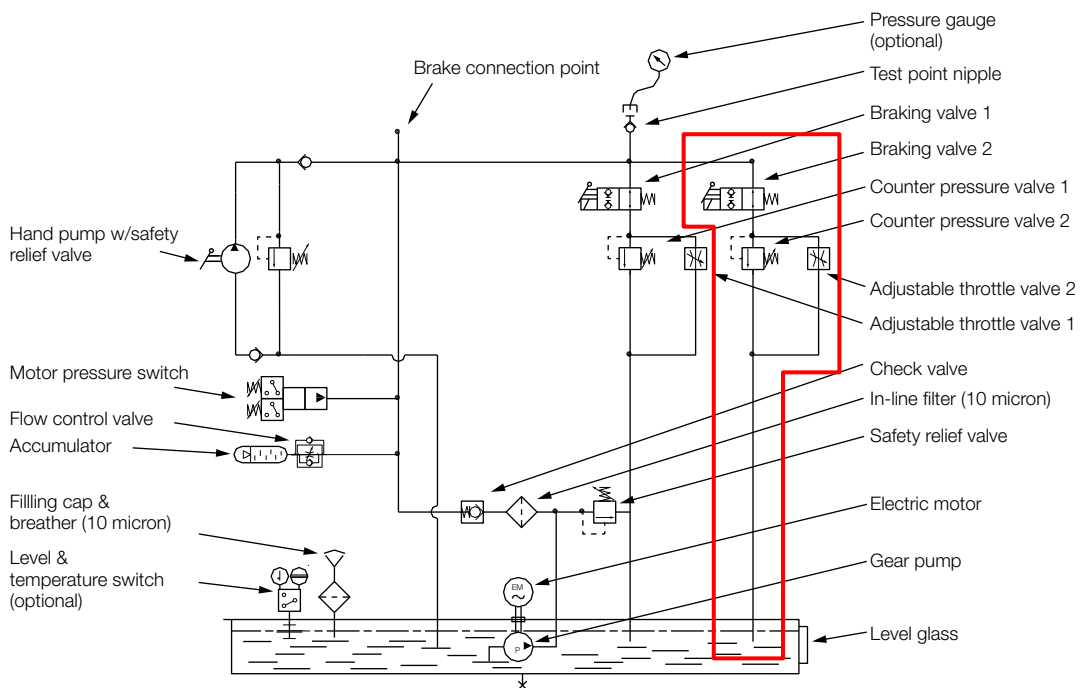 Pressure gauge
(optional)
Brake connection point
Test point nipple
Braking valve 1
Braking valve 2
Counter pressure valve 1
Counter pressure valve 2
Hand pump w/safety
relief valve
Adjustable throttle valve 2
Adjustable throttle valve 1
Motor pressure switch
Check valve
In-line filter (10 micron)
Flow control valve
Accumulator
Safety relief valve
Fillling cap &
breather (10 micron)
Electric motor
Level &
temperature switch
(optional)
Gear pump
EM
P
Level glass